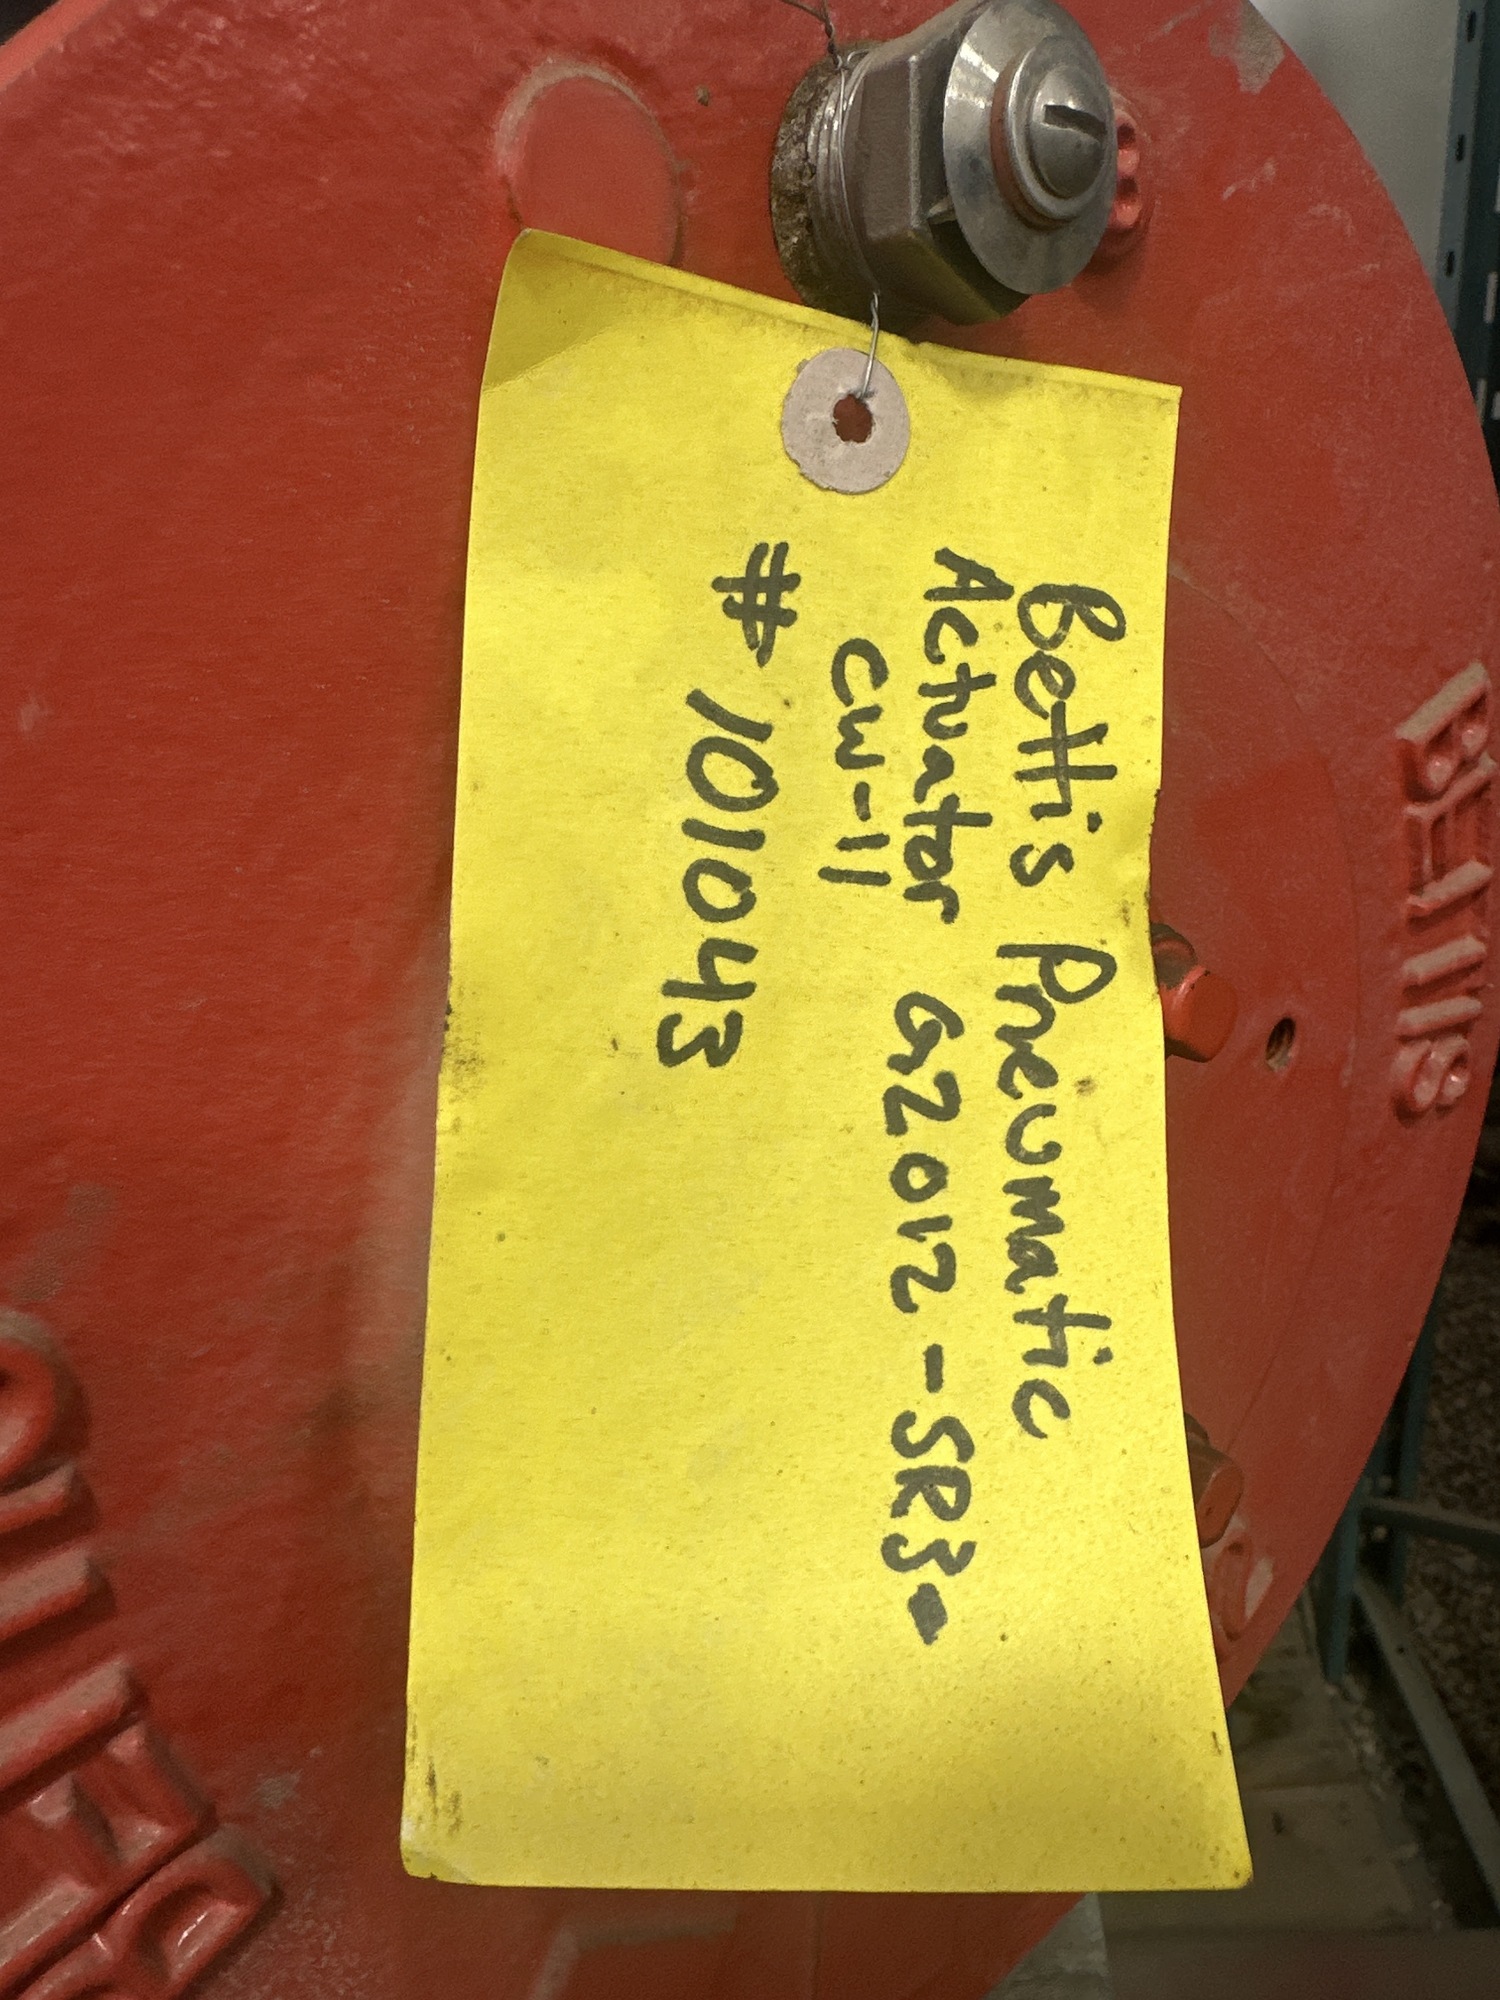 Bettis Pneumatic
Actuator G2012-SR3
CW-11
# 101043
BETTIS